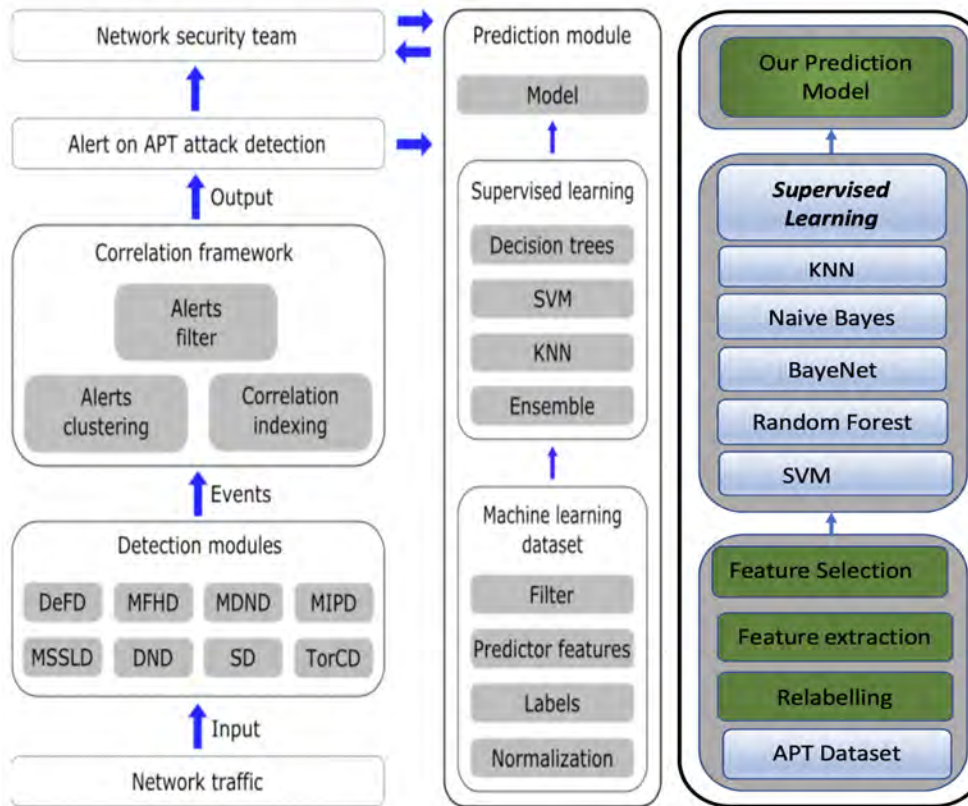 Network security team
Alert on APT attack detection
Output
Correlation framework
Alerts
filter
Alerts
clustering
Correlation
indexing
Events
Detection modules
DeFD MFHD MDND MIPD
MSSLD DND SD TorCD
Input
Network traffic
Prediction module
Model
Supervised learning
Decision trees
SVM
KNN
Ensemble
Machine learning
dataset
Filter
Predictor features
Labels
Normalization
Our Prediction
Model
Supervised
Learning
KNN
Naive Bayes
BayeNet
Random Forest
SVM
Feature Selection
Feature extraction
Relabelling
APT Dataset